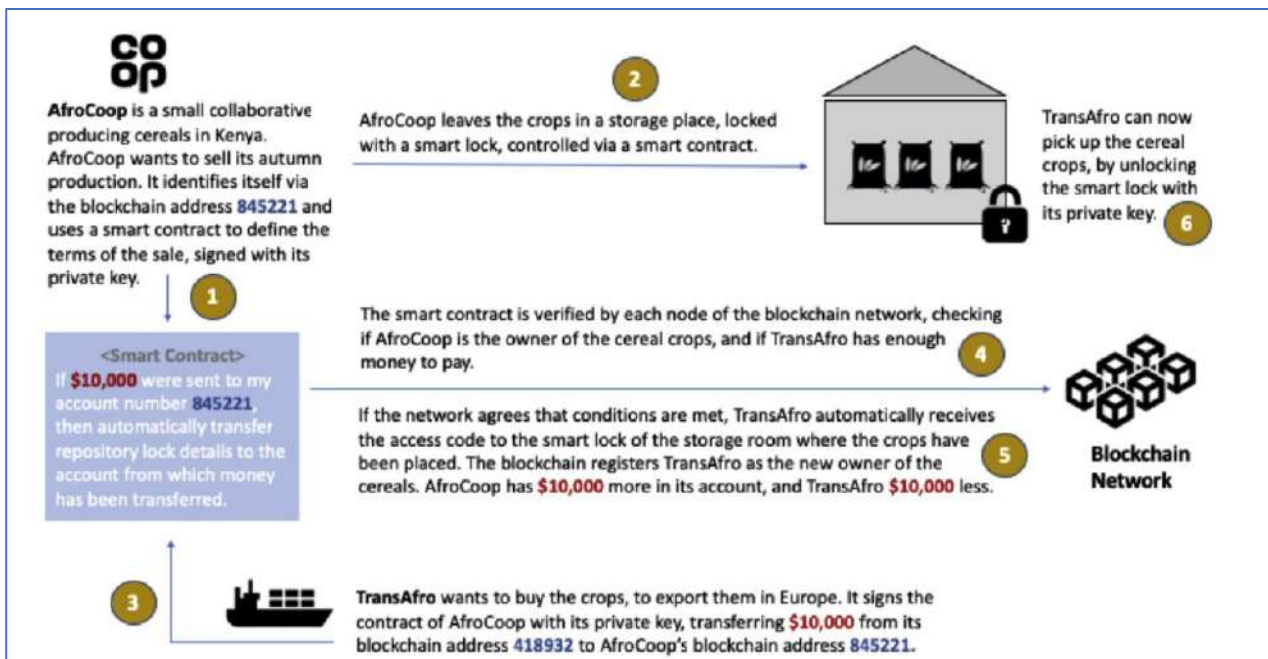 CO
OP
AfroCoop is a small collaborative
producing cereals in Kenya.
AfroCoop wants to sell its autumn
production. It identifies itself via
the blockchain address 845221 and
uses a smart contract to define the
terms of the sale, signed with its
private key.
1
2
AfroCoop leaves the crops in a storage place, locked
with a smart lock, controlled via a smart contract.
TransAfro can now
pick up the cereal
crops, by unlocking
the smart lock with
its private key.
6
<Smart Contract>
If $10,000 were sent to my
account number 845221,
then automatically transfer
repository lock details to the
account from which money
has been transferred.
The smart contract is verified by each node of the blockchain network, checking
if AfroCoop is the owner of the cereal crops, and if TransAfro has enough
money to pay.
4
If the network agrees that conditions are met, TransAfro automatically receives
the access code to the smart lock of the storage room where the crops have
been placed. The blockchain registers TransAfro as the new owner of the
cereals. AfroCoop has $10,000 more in its account, and TransAfro $10,000 less.
5
Blockchain
Network
3
TransAfro wants to buy the crops, to export them in Europe. It signs the
contract of AfroCoop with its private key, transferring $10,000 from its
blockchain address 418932 to AfroCoop's blockchain address 845221.